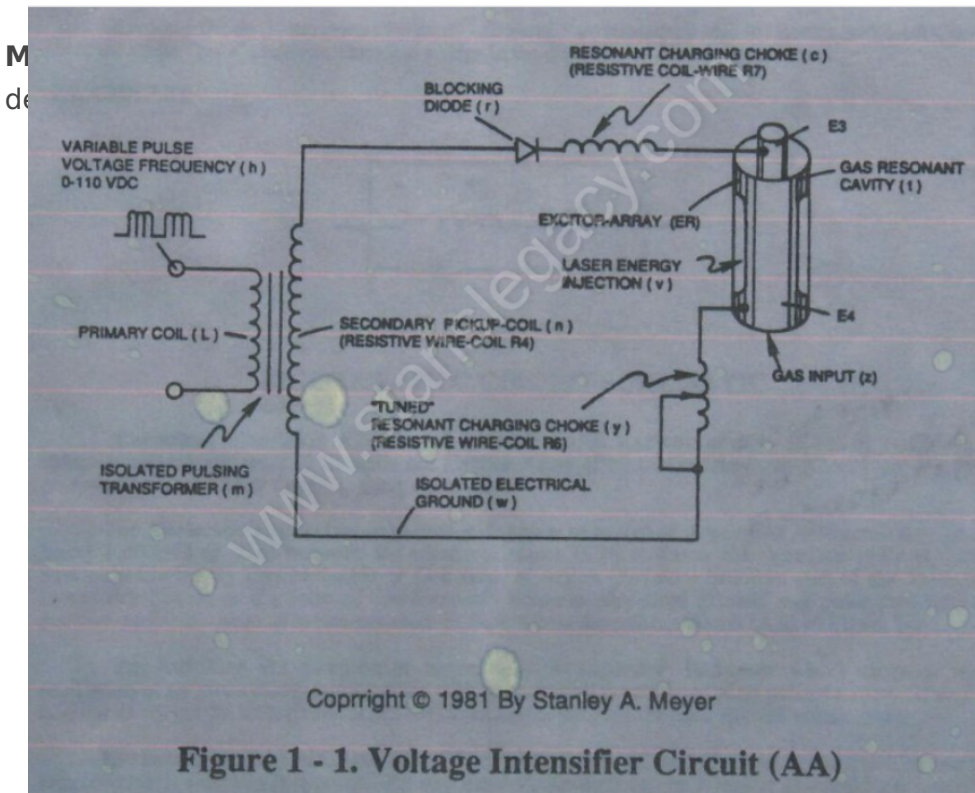 M
de
RESONANT CHARGING CHOKE ( c )
(RESISTIVE COIL-WIRE R7)
BLOCKING
DIODE ( r )
E3
VARIABLE PULSE
VOLTAGE FREQUENCY ( h )
0-110 VDC
GAS RESONANT
CAVITY ( t )
EXCITOR-ARRAY (ER)
LASER ENERGY
INJECTION ( v )
PRIMARY COIL ( L )
SECONDARY PICKUP-COIL ( n )
(RESISTIVE WIRE-COIL R4)
E4
GAS INPUT (z)
"TUNED"
RESONANT CHARGING CHOKE ( y )
(RESISTIVE WIRE-COIL R6)
ISOLATED PULSING
TRANSFORMER ( m )
ISOLATED ELECTRICAL
GROUND ( w )
www.stanslegacy.com
Coprright © 1981 By Stanley A. Meyer
Figure 1 - 1. Voltage Intensifier Circuit (AA)